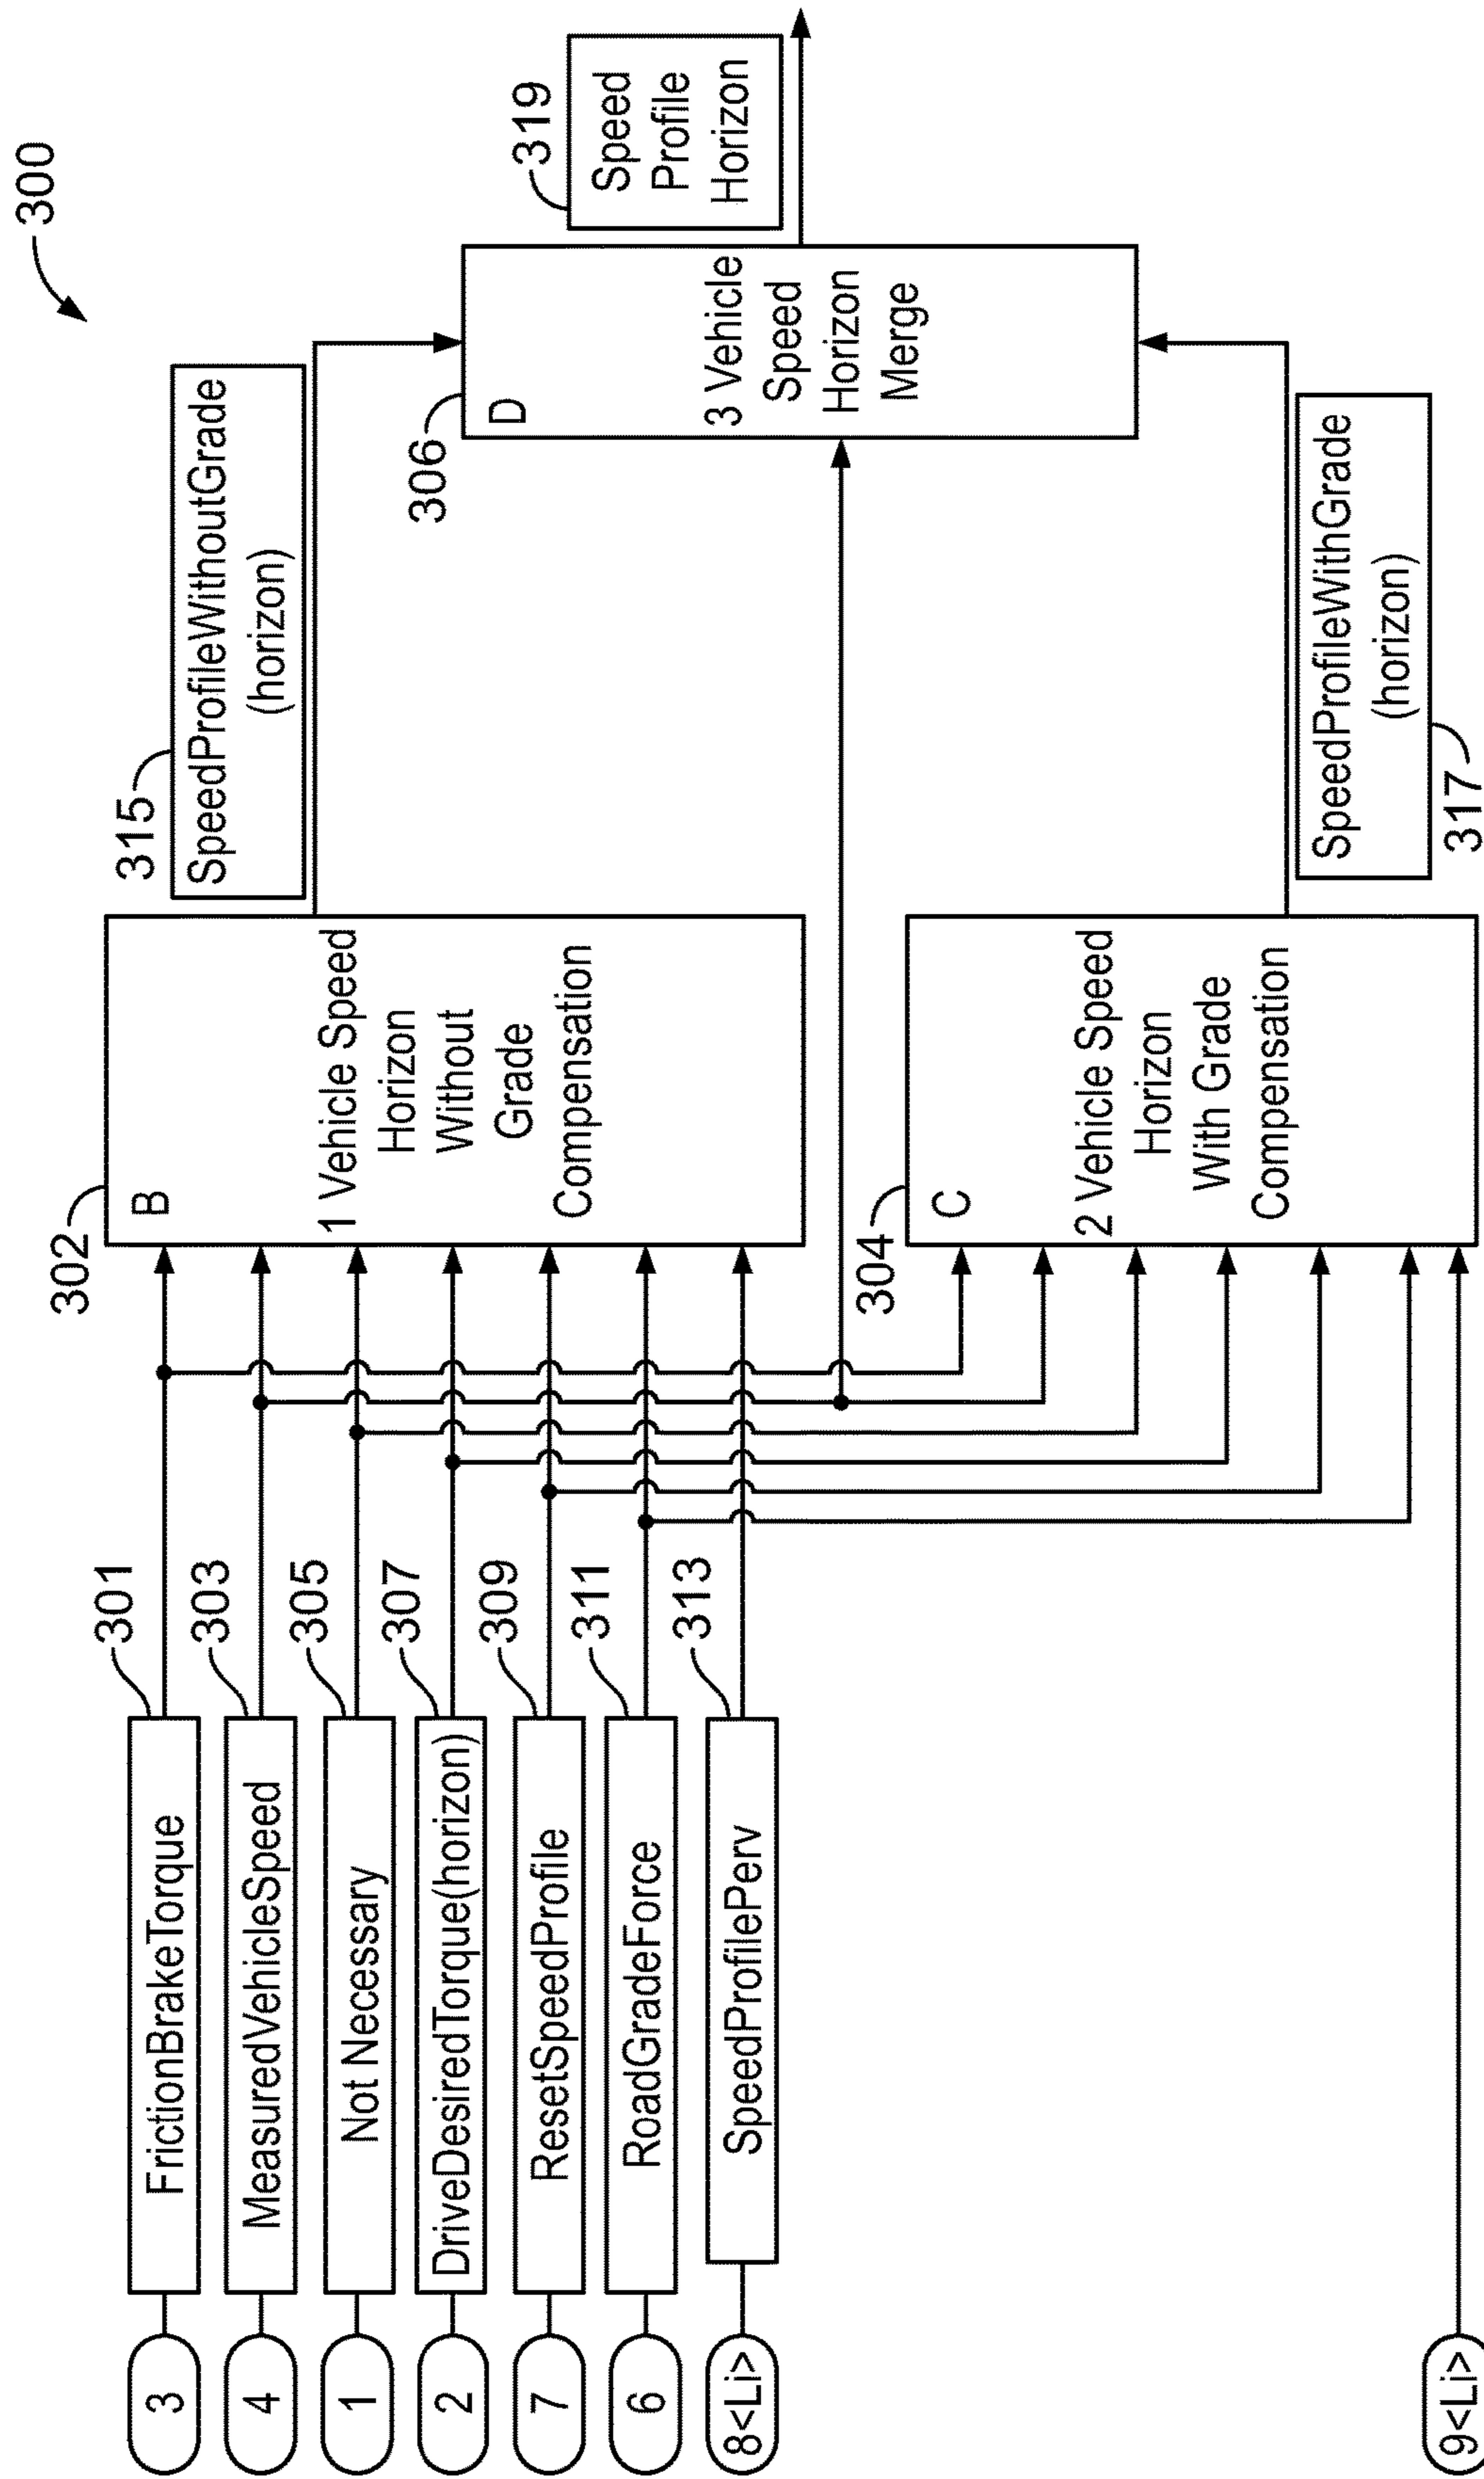 300
3
FrictionBrakeTorque
301
4
MeasuredVehicleSpeed
303
1
Not Necessary
305
2
DriveDesiredTorque(horizon)
307
7
ResetSpeedProfile
309
6
RoadGradeForce
311
8<Li>
SpeedProfilePerv
313
9<Li>
302
B
1 Vehicle Speed
Horizon
Without
Grade
Compensation
304
C
2 Vehicle Speed
Horizon
With Grade
Compensation
315
SpeedProfileWithoutGrade
(horizon)
SpeedProfileWithGrade
(horizon)
317
306
D
3 Vehicle
Speed
Horizon
Merge
319
Speed
Profile
Horizon